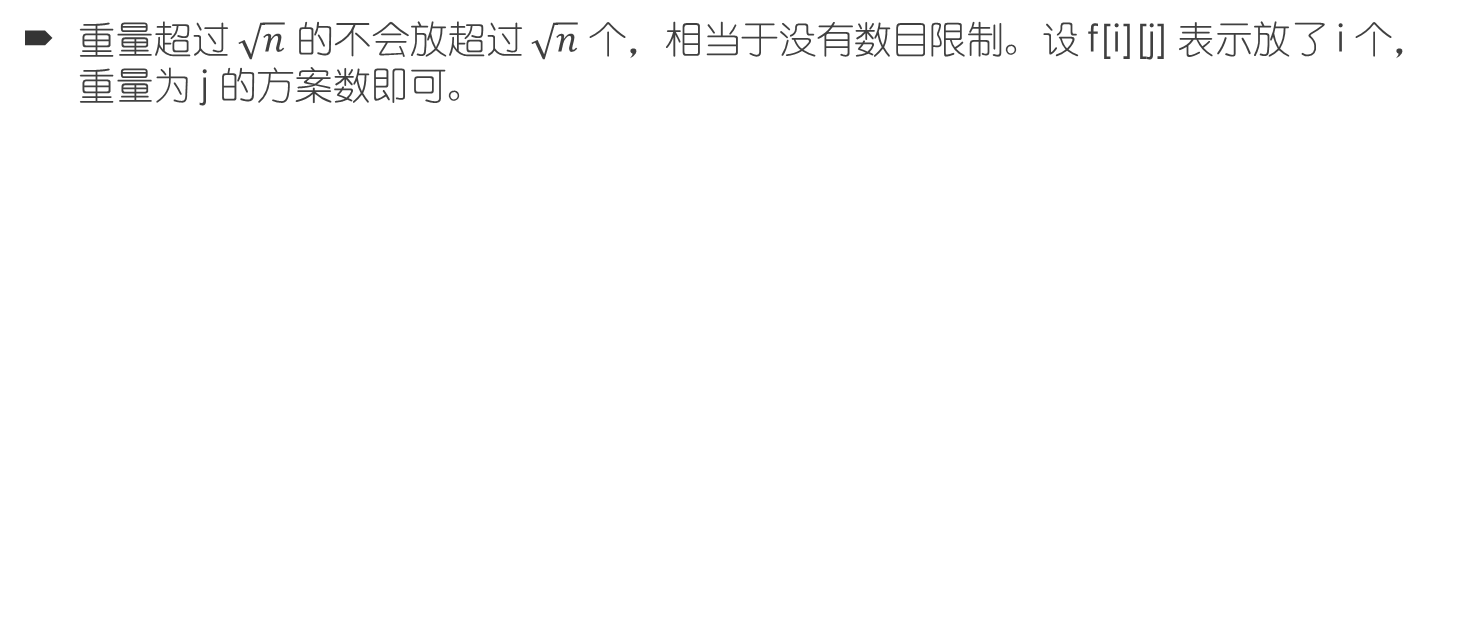 重量超过 √n 的不会放超过 √n 个，相当于没有数目限制。设 f[i][j] 表示放了 i 个，
重量为 j 的方案数即可。